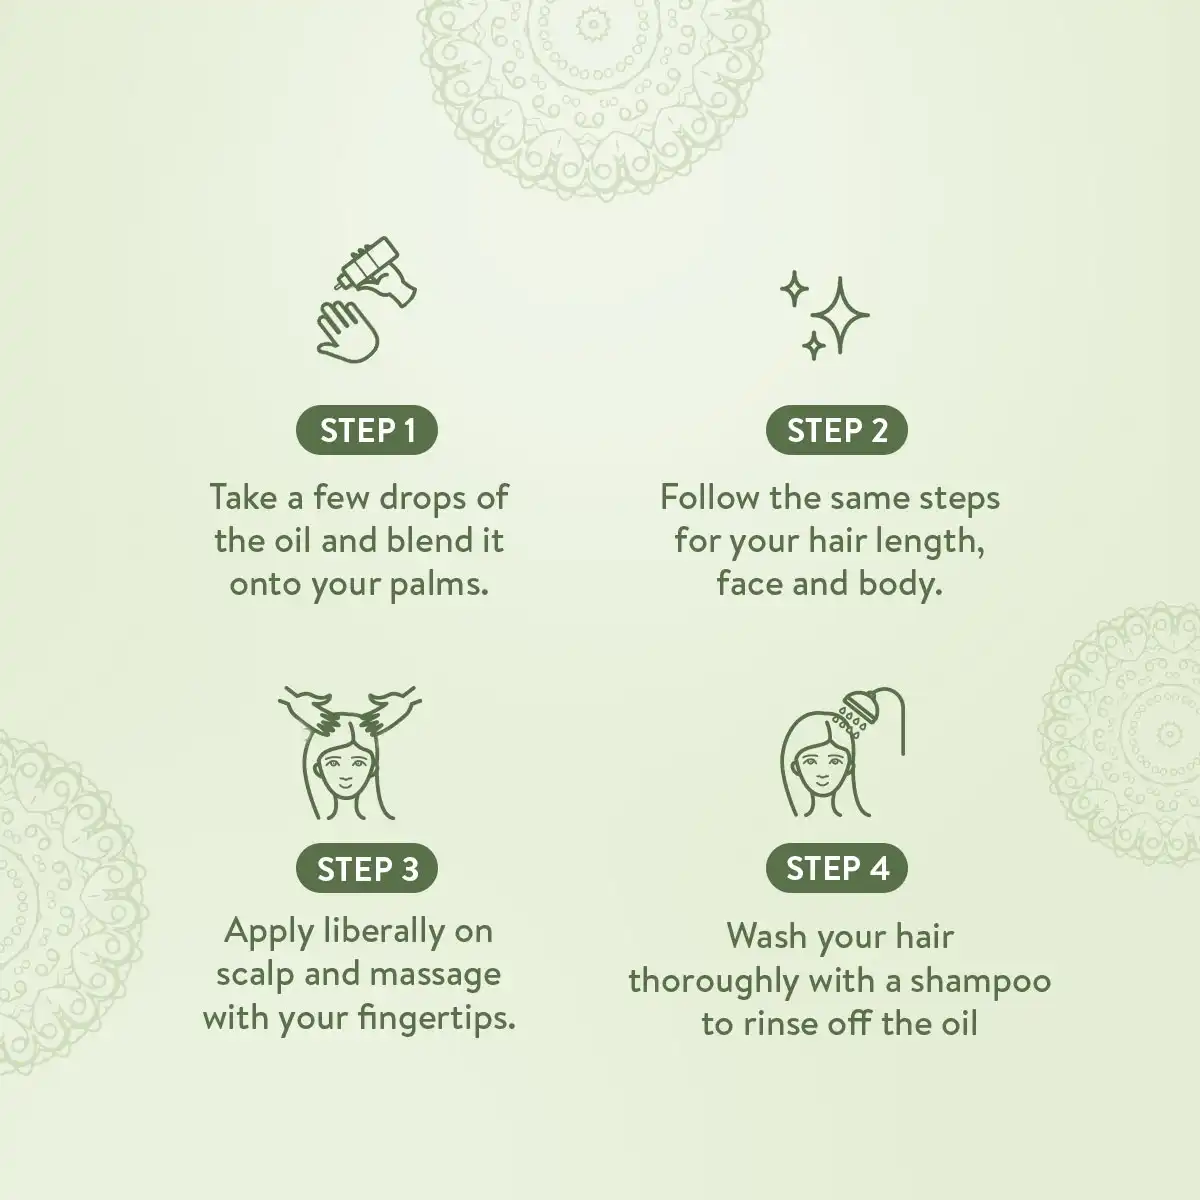 STEP 1
Take a few drops of
the oil and blend it
onto your palms.
STEP 2
Follow the same steps
for your hair length,
face and body.
STEP 3
Apply liberally on
scalp and massage
with your fingertips.
STEP 4
Wash your hair
thoroughly with a shampoo
to rinse off the oil